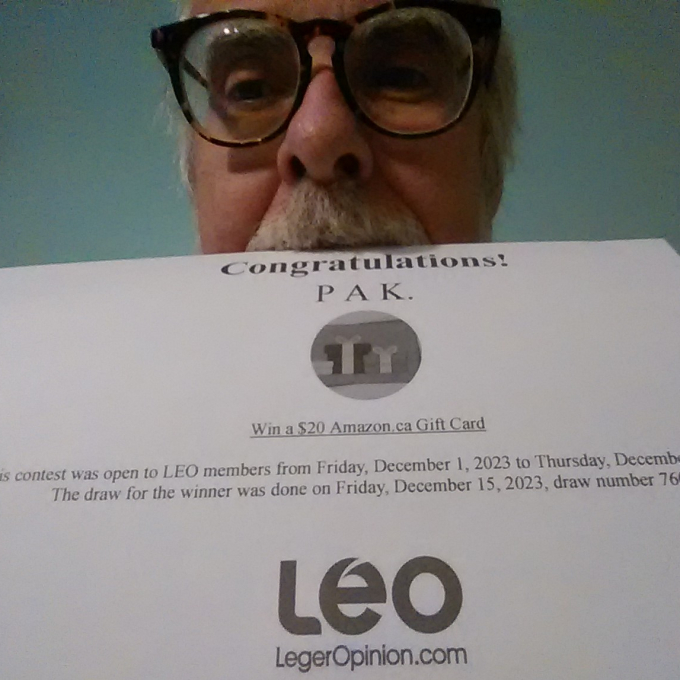 Congratulations!
P A K.
Win a $20 Amazon.ca Gift Card
contest was open to LEO members from Friday, December 1, 2023 to Thursday,
The draw for the winner was done on Friday, December 15, 2023, draw number
LEO
LegerOpinion.com